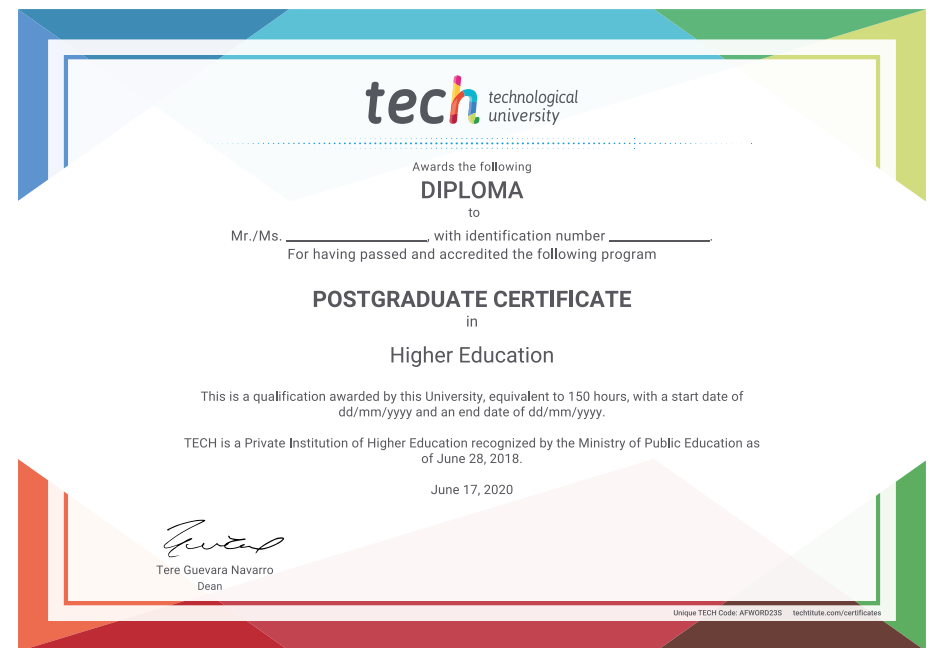 tech technological
university
Awards the following
DIPLOMA
to
Mr./Ms. ____________________, with identification number ______________.
For having passed and accredited the following program
POSTGRADUATE CERTIFICATE
in
Higher Education
This is a qualification awarded by this University, equivalent to 150 hours, with a start date of
dd/mm/yyyy and an end date of dd/mm/yyyy.
TECH is a Private Institution of Higher Education recognized by the Ministry of Public Education as
of June 28, 2018.
June 17, 2020
Tere Guevara Navarro
Dean
Unique TECH Code: AFWORD23S techtitute.com/certificates